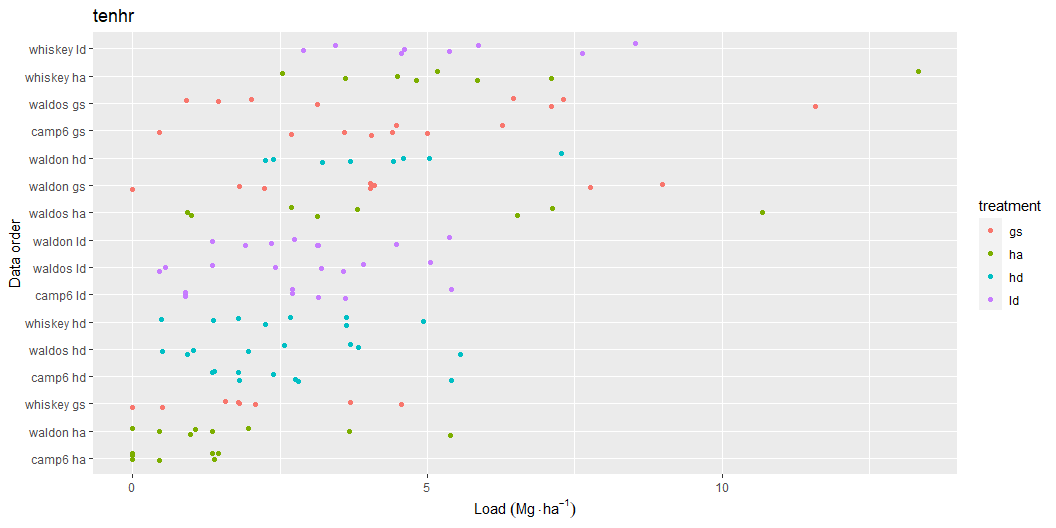 tenhr
whiskey ld
whiskey ha
waldos gs
camp6 gs
waldon hd
waldon gs
waldos ha
waldon ld
waldos ld
camp6 ld
whiskey hd
waldos hd
camp6 hd
whiskey gs
waldon ha
camp6 ha
Data order
0 5 10
Load (Mg·ha⁻¹)
treatment
gs
ha
hd
ld